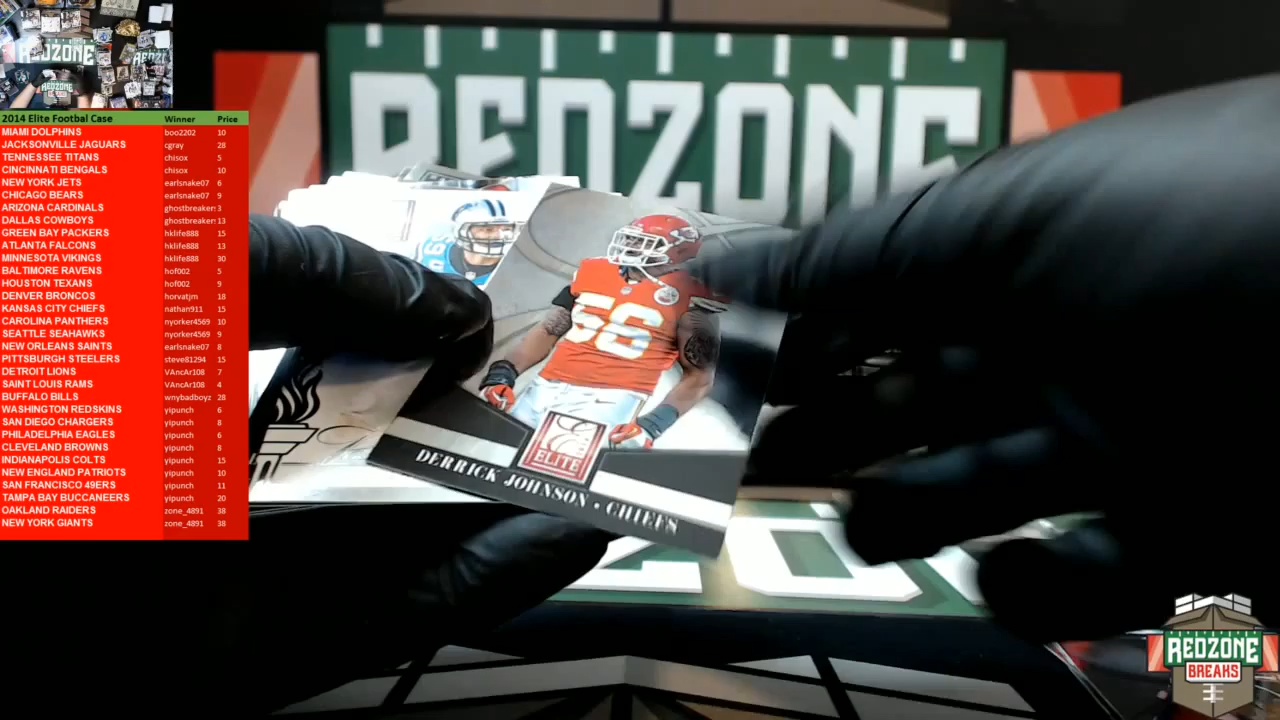 REDZONE
2014 Elite Footbal Case Winner Price
MIAMI DOLPHINS boo2202 10
JACKSONVILLE JAGUARS cgray 28
TENNESSEE TITANS chisox 5
CINCINNATI BENGALS chisox 10
NEW YORK JETS earlsnake07 6
CHICAGO BEARS earlsnake07 9
ARIZONA CARDINALS ghostbreaker 3
DALLAS COWBOYS ghostbreaker 13
GREEN BAY PACKERS hklife888 15
ATLANTA FALCONS hklife888 13
MINNESOTA VIKINGS hklife888 30
BALTIMORE RAVENS hof002 5
HOUSTON TEXANS hof002 9
DENVER BRONCOS horvatjm 18
KANSAS CITY CHIEFS nathan911 15
CAROLINA PANTHERS nyorker4569 10
SEATTLE SEAHAWKS nyorker4569 9
NEW ORLEANS SAINTS earlsnake07 8
PITTSBURGH STEELERS steve81294 15
DETROIT LIONS VAncAr108 7
SAINT LOUIS RAMS VAncAr108 4
BUFFALO BILLS wnybadboyz 28
WASHINGTON REDSKINS yipunch 6
SAN DIEGO CHARGERS yipunch 8
PHILADELPHIA EAGLES yipunch 6
CLEVELAND BROWNS yipunch 8
INDIANAPOLIS COLTS yipunch 15
NEW ENGLAND PATRIOTS yipunch 10
SAN FRANCISCO 49ERS yipunch 11
TAMPA BAY BUCCANEERS yipunch 20
OAKLAND RAIDERS zone_4891 38
NEW YORK GIANTS zone_4891 38
REDZONE
56
ELITE
DERRICK JOHNSON • CHIEFS
REDZONE
BREAKS